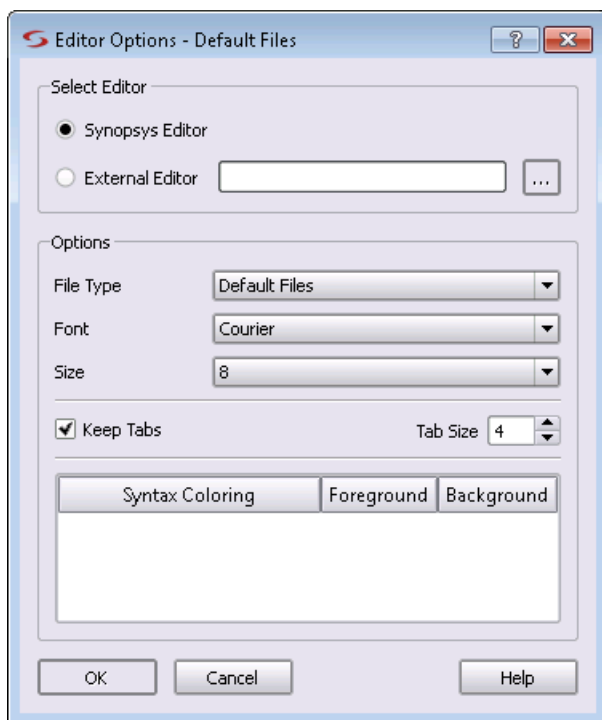 Editor Options - Default Files
?
Select Editor
Synopsys Editor
External Editor ...
Options
File Type Default Files
Font Courier
Size 8
Keep Tabs Tab Size 4
Syntax Coloring Foreground Background
OK Cancel Help